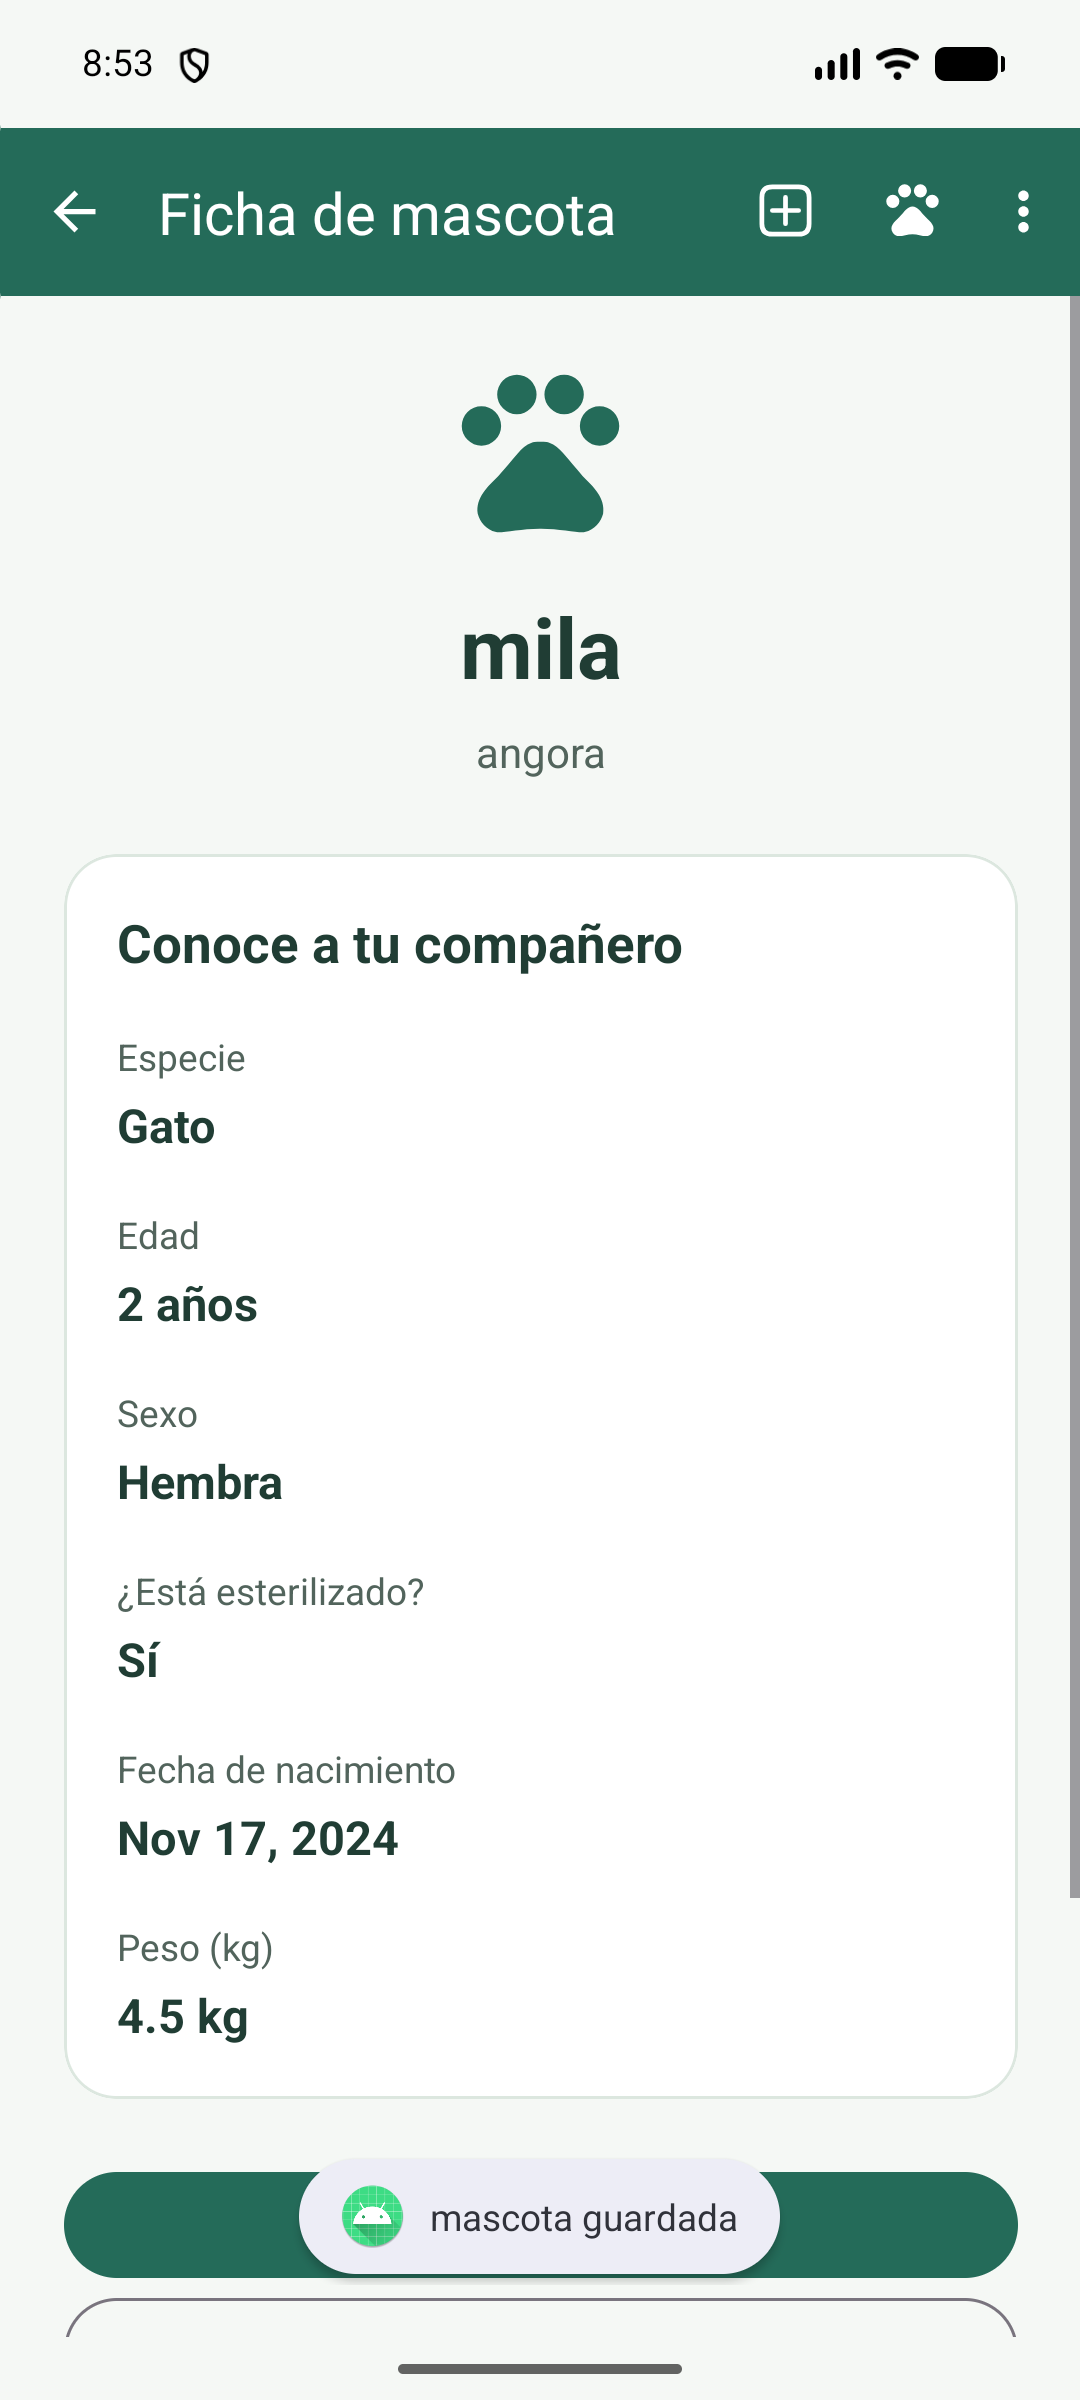 8:53
Ficha de mascota
mila
angora
Conoce a tu compañero
Especie
Gato
Edad
2 años
Sexo
Hembra
¿Está esterilizado?
Sí
Fecha de nacimiento
Nov 17, 2024
Peso (kg)
4.5 kg
mascota guardada